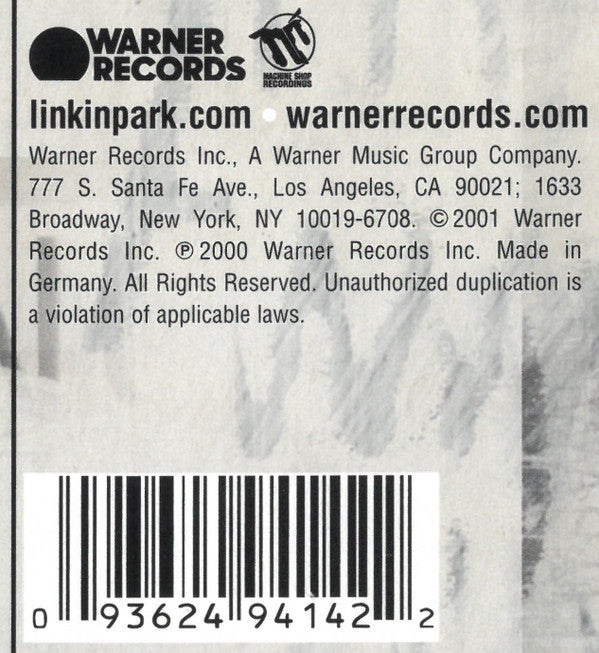 WARNER
RECORDS
MACHINE SHOP
RECORDINGS
linkinpark.com • warnerrecords.com
Warner Records Inc., A Warner Music Group Company.
777 S. Santa Fe Ave., Los Angeles, CA 90021; 1633
Broadway, New York, NY 10019-6708. ©2001 Warner
Records Inc. ℗2000 Warner Records Inc. Made in
Germany. All Rights Reserved. Unauthorized duplication is
a violation of applicable laws.
0 93624 94142 2